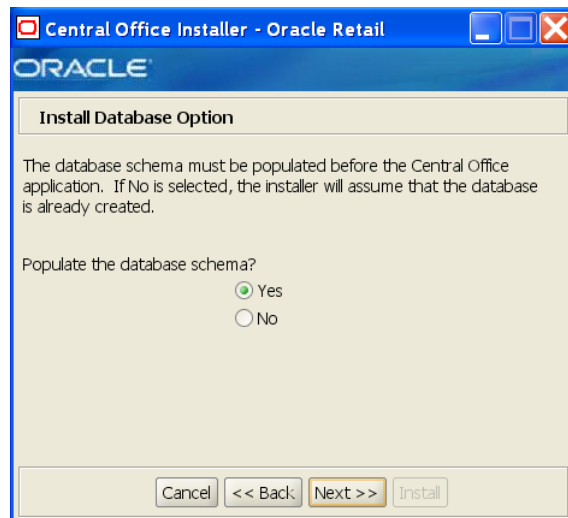 Central Office Installer - Oracle Retail
ORACLE
Install Database Option
The database schema must be populated before the Central Office
application. If No is selected, the installer will assume that the database
is already created.
Populate the database schema?
Yes
No
Cancel << Back Next >> Install